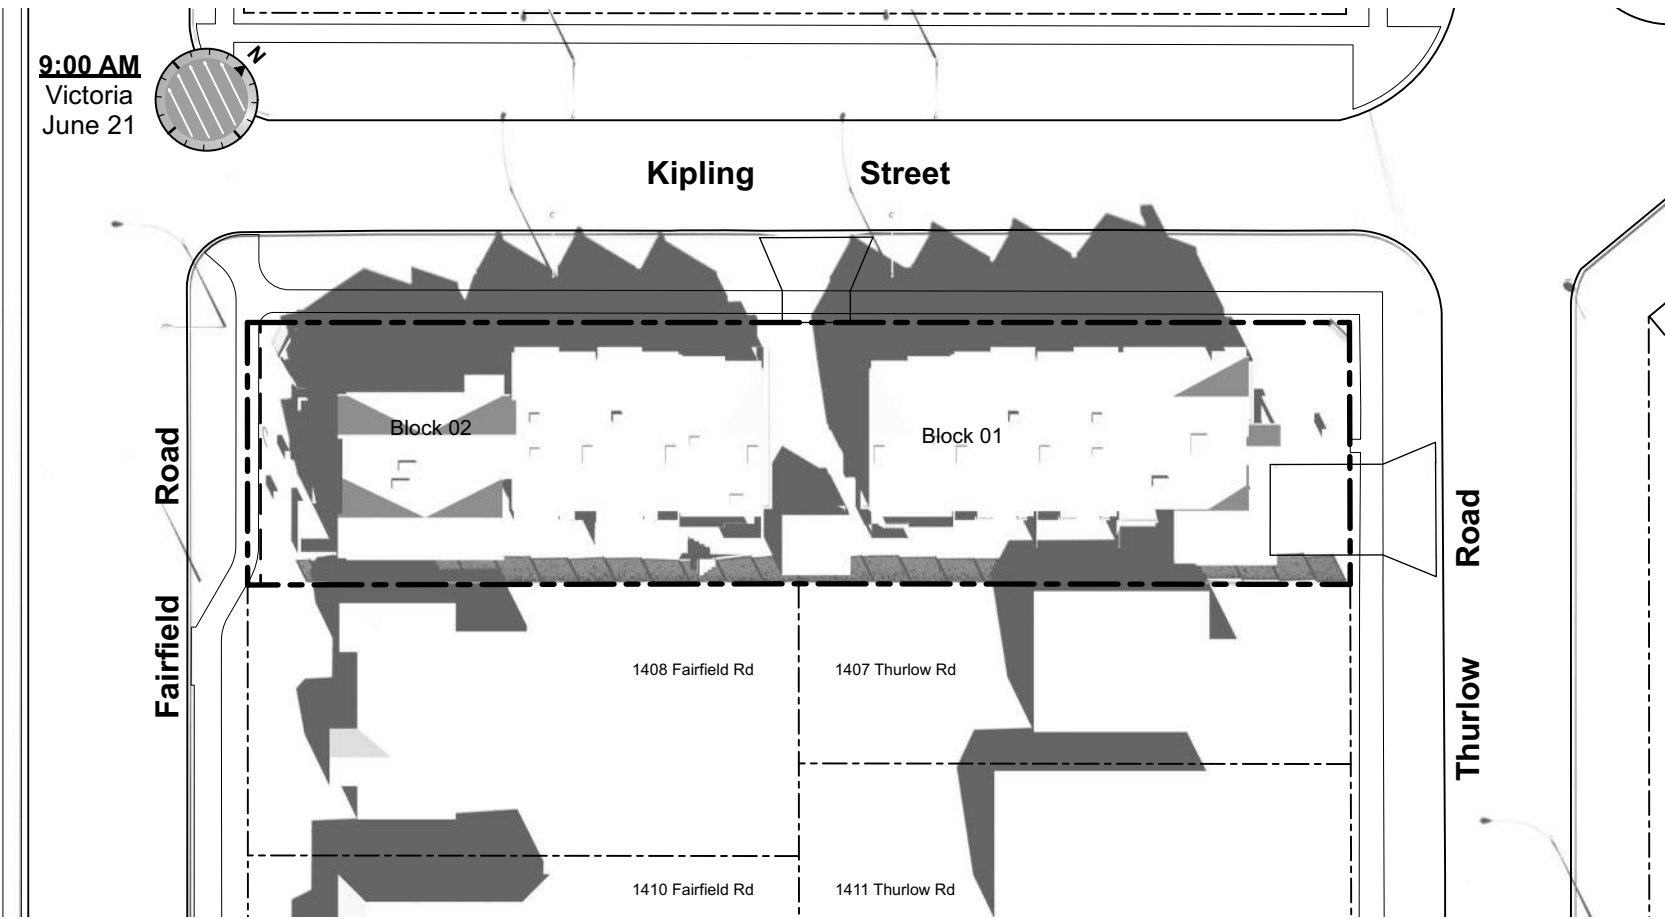 9:00 AM
Victoria
June 21
N
Kipling Street
Block 02
Block 01
Fairfield Road
Thurlow Road
1408 Fairfield Rd
1407 Thurlow Rd
1410 Fairfield Rd
1411 Thurlow Rd